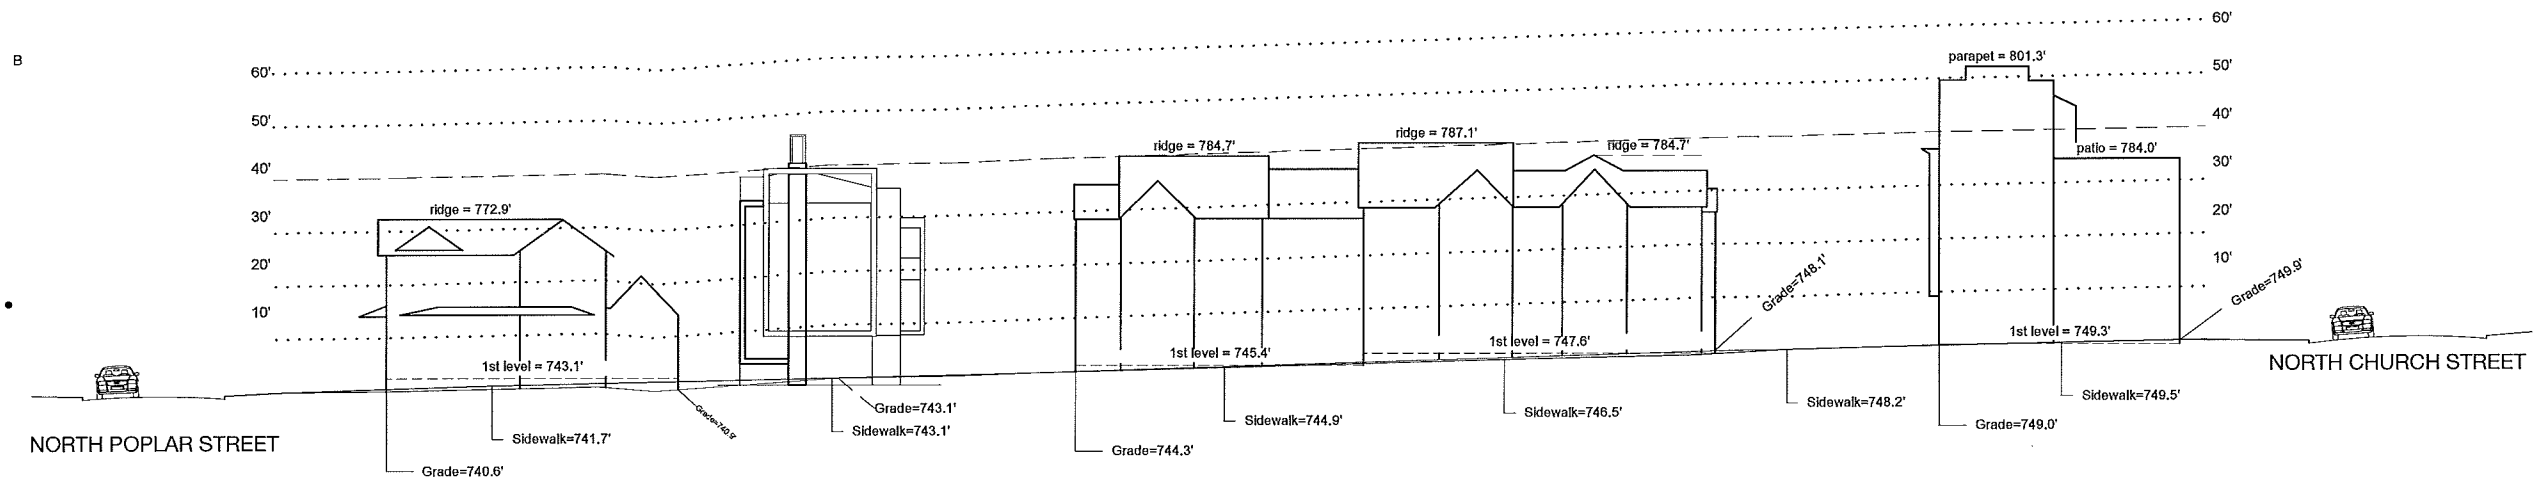 B
60'
50'
40'
30'
20'
10'
ridge = 772.9'
1st level = 743.1'
Grade=740.9'
Sidewalk=741.7'
Grade=740.6'
NORTH POPLAR STREET
Grade=743.1'
Sidewalk=743.1'
ridge = 784.7'
ridge = 787.1'
ridge = 784.7'
1st level = 745.4'
1st level = 747.6'
Grade=748.1'
Sidewalk=744.9'
Grade=744.3'
Sidewalk=746.5'
Sidewalk=748.2'
parapet = 801.3'
patio = 784.0'
1st level = 749.3'
Grade=749.9'
Sidewalk=749.5'
Grade=749.0'
60'
50'
40'
30'
20'
10'
NORTH CHURCH STREET